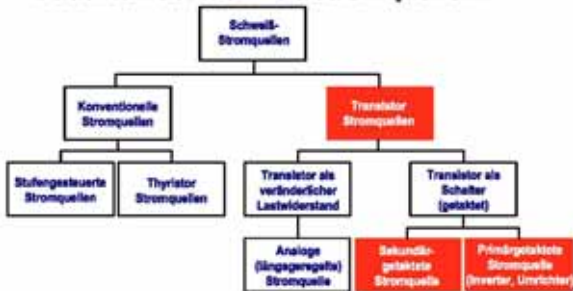 Schweiß-
Stromquellen
Konventionelle
Stromquellen
Transistor
Stromquellen
Stufengesteuerte
Stromquellen
Thyristor
Stromquellen
Transistor als
veränderlicher
Lastwiderstand
Transistor als
Schalter
(getaktet)
Analoge
(längsgeregelte)
Stromquelle
Sekundär-
getaktete
Stromquelle
Primärgetaktete
Stromquelle
(Inverter, Umrichter)